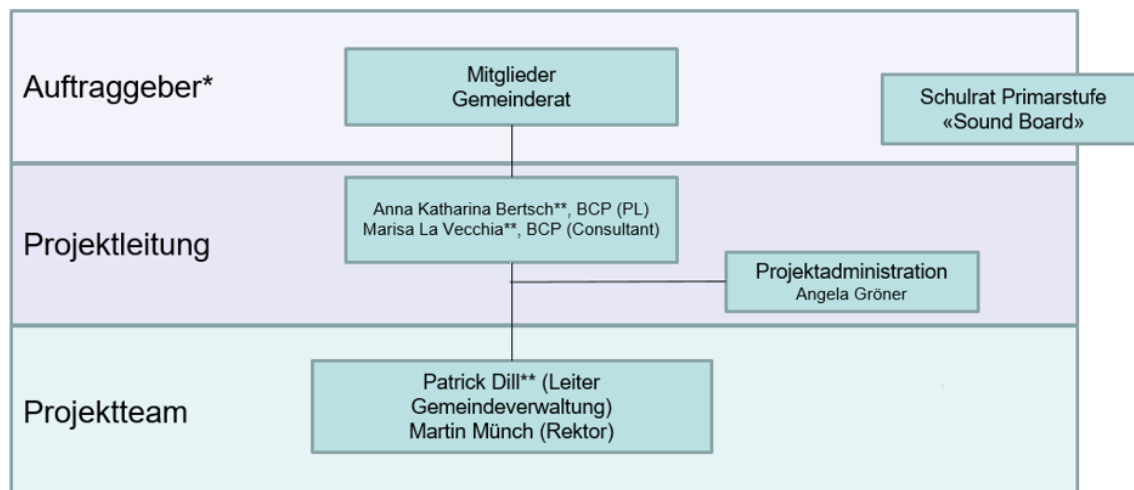 Auftraggeber*
Mitglieder
Gemeinderat
Schulrat Primarstufe
«Sound Board»
Projektleitung
Anna Katharina Bertsch**, BCP (PL)
Marisa La Vecchia**, BCP (Consultant)
Projektadministration
Angela Gröner
Projektteam
Patrick Dill** (Leiter
Gemeindeverwaltung)
Martin Münch (Rektor)